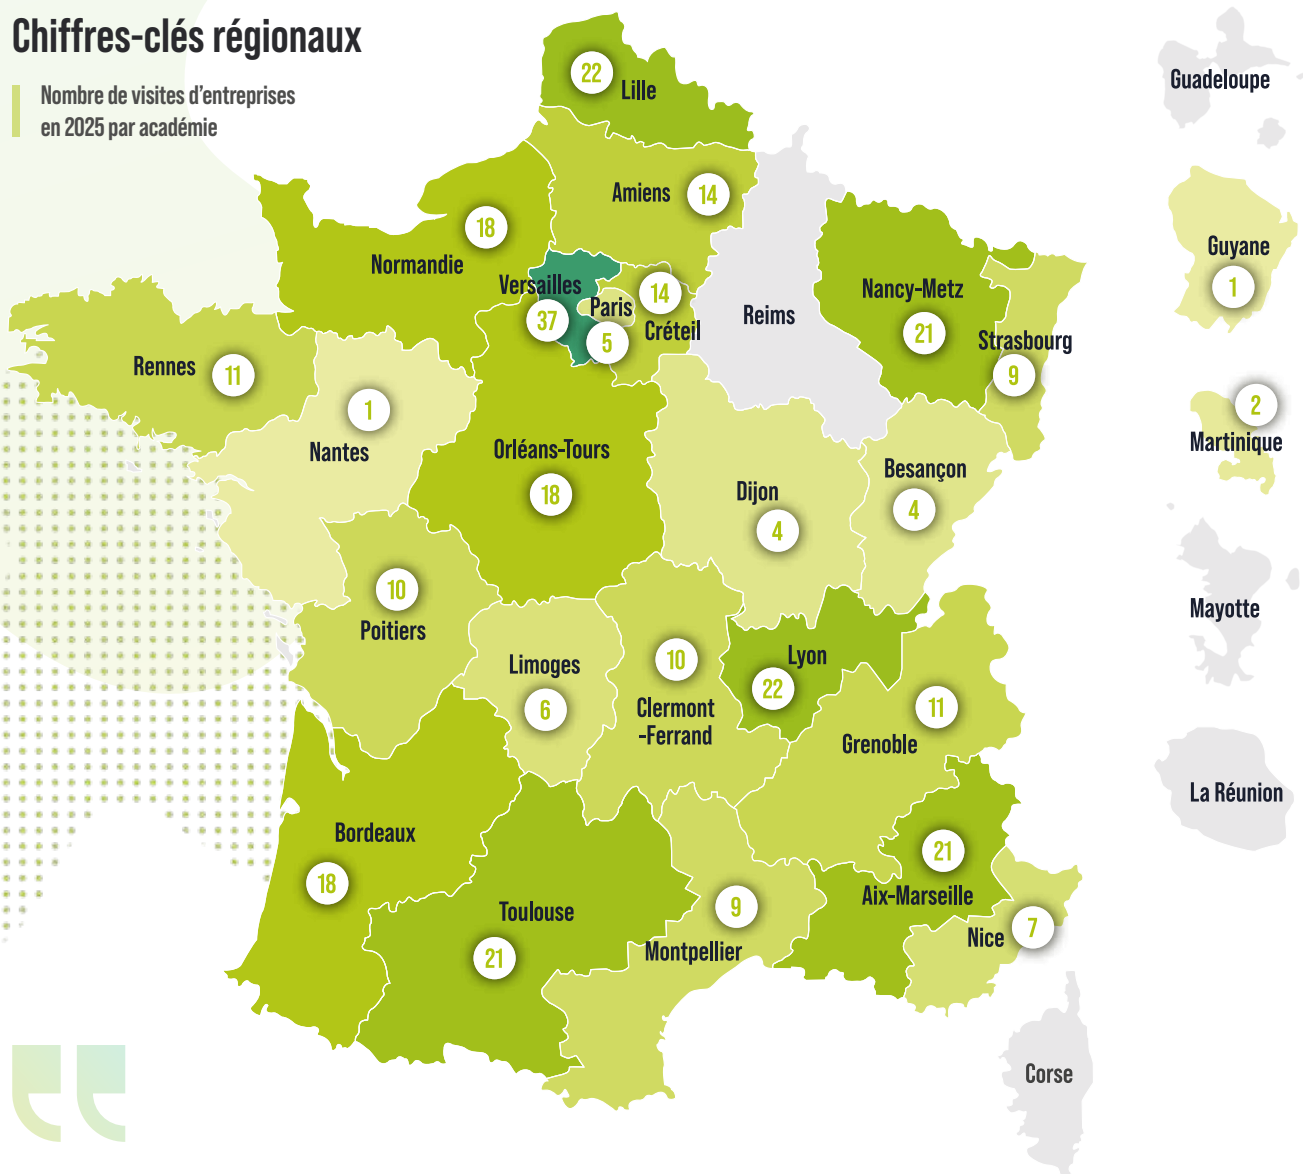 Chiffres-clés régionaux
Nombre de visites d'entreprises
en 2025 par académie
22
Lille
Amiens
14
18
Normandie
Versailles
37
Paris
5
14
Créteil
Reims
Nancy-Metz
21
Strasbourg
9
Rennes
11
1
Nantes
Orléans-Tours
18
Dijon
4
Besançon
4
10
Poitiers
Limoges
6
10
Clermont
-Ferrand
Lyon
22
11
Grenoble
Bordeaux
18
Toulouse
21
9
Montpellier
21
Aix-Marseille
Nice
7
Corse
Guadeloupe
Guyane
1
2
Martinique
Mayotte
La Réunion